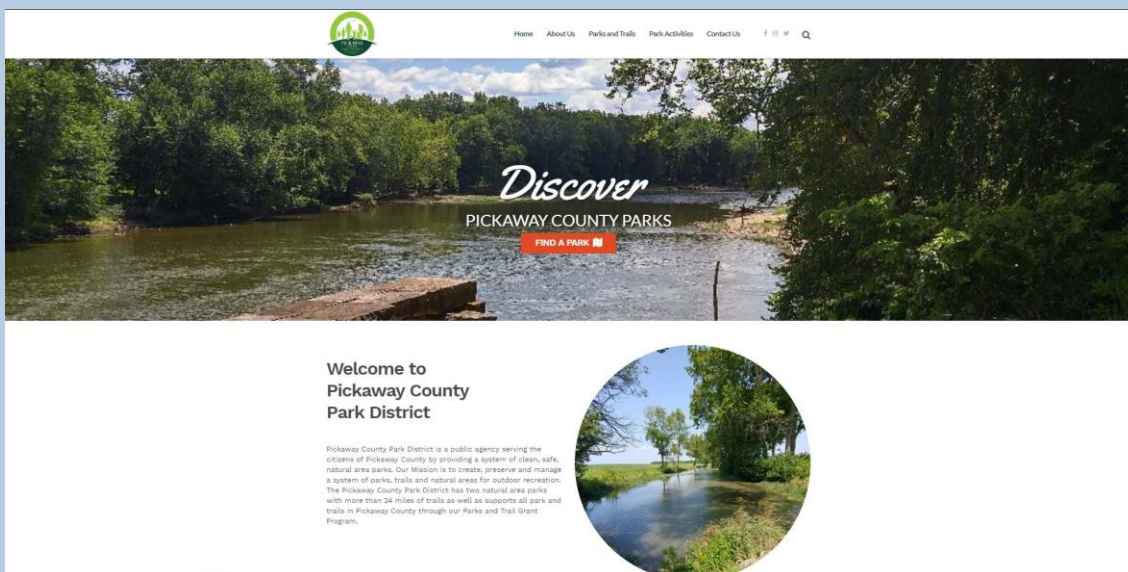 Home About Us Parks and Trails Park Activities Contact Us
Discover
PICKAWAY COUNTY PARKS
FIND A PARK
Welcome to
Pickaway County
Park District
Pickaway County Park District is a public agency serving the
citizens of Pickaway County by providing a system of clean, safe,
natural area parks. Our Mission is to create, preserve and manage
a system of parks, trails and natural areas for outdoor recreation.
The Pickaway County Park District has two natural area parks
with more than 24 miles of trails as well as supports all park and
trails in Pickaway County through our Parks and Trail Grant
Program.